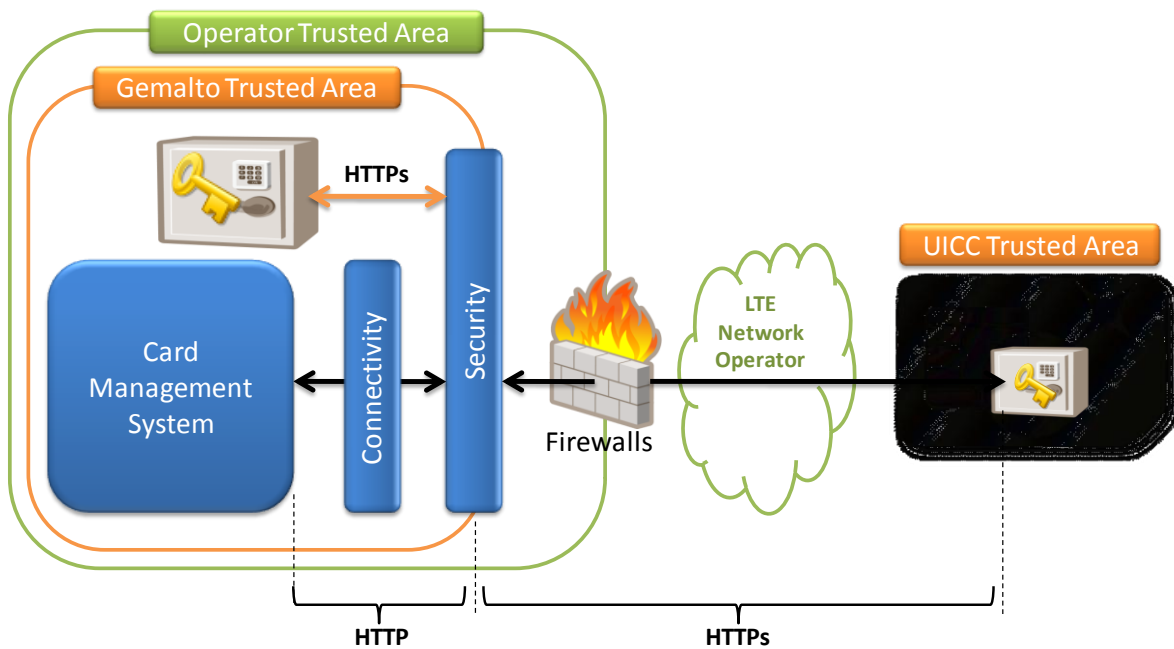 Operator Trusted Area
Gemalto Trusted Area
HTTPs
UICC Trusted Area
Card
Management
System
Connectivity
Security
Firewalls
LTE
Network
Operator
HTTP
HTTPs